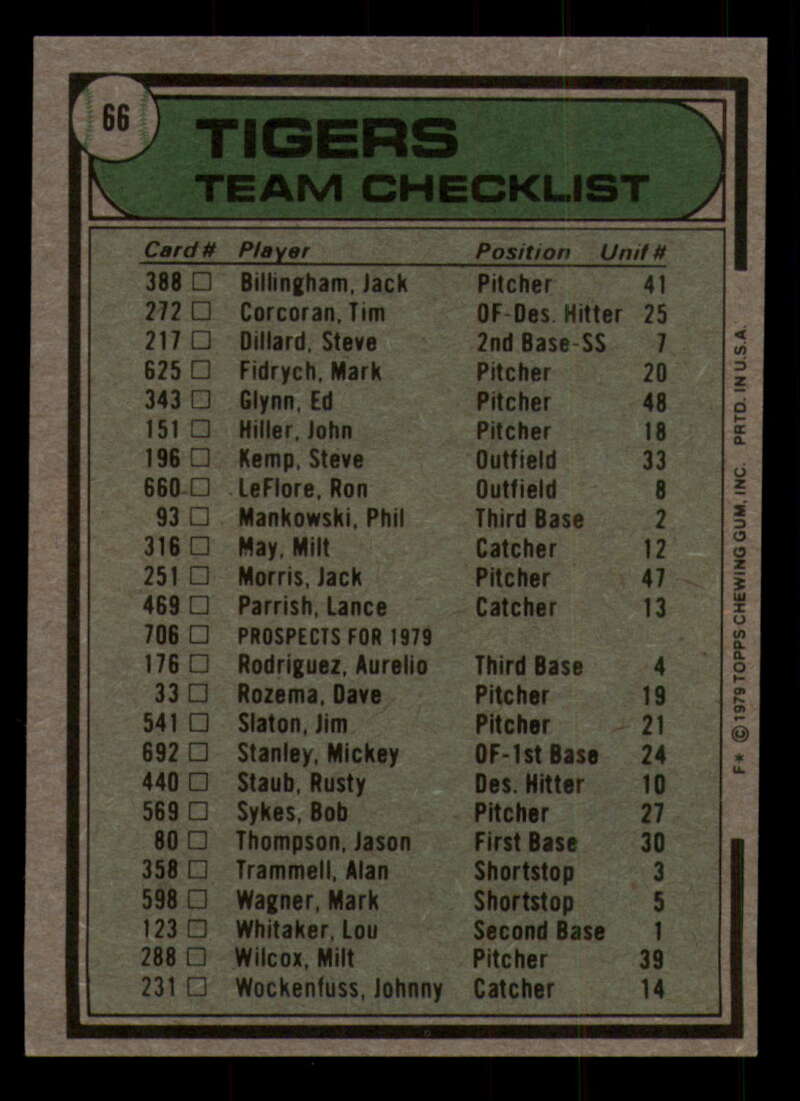 66
TIGERS
TEAM CHECKLIST
Card# Player Position Unif#
388 ☐ Billingham, Jack Pitcher 41
272 ☐ Corcoran, Tim OF-Des. Hitter 25
217 ☐ Dillard, Steve 2nd Base-SS 7
625 ☐ Fidrych, Mark Pitcher 20
343 ☐ Glynn, Ed Pitcher 48
151 ☐ Hiller, John Pitcher 18
196 ☐ Kemp, Steve Outfield 33
660 ☐ LeFlore, Ron Outfield 8
93 ☐ Mankowski, Phil Third Base 2
316 ☐ May, Milt Catcher 12
251 ☐ Morris, Jack Pitcher 47
469 ☐ Parrish, Lance Catcher 13
706 ☐ PROSPECTS FOR 1979
176 ☐ Rodriguez, Aurelio Third Base 4
33 ☐ Rozema, Dave Pitcher 19
541 ☐ Slaton, Jim Pitcher 21
692 ☐ Stanley, Mickey OF-1st Base 24
440 ☐ Staub, Rusty Des. Hitter 10
569 ☐ Sykes, Bob Pitcher 27
80 ☐ Thompson, Jason First Base 30
358 ☐ Trammell, Alan Shortstop 3
598 ☐ Wagner, Mark Shortstop 5
123 ☐ Whitaker, Lou Second Base 1
288 ☐ Wilcox, Milt Pitcher 39
231 ☐ Wockenfuss, Johnny Catcher 14
F* © 1979 TOPPS CHEWING GUM, INC. PRTD. IN U.S.A.